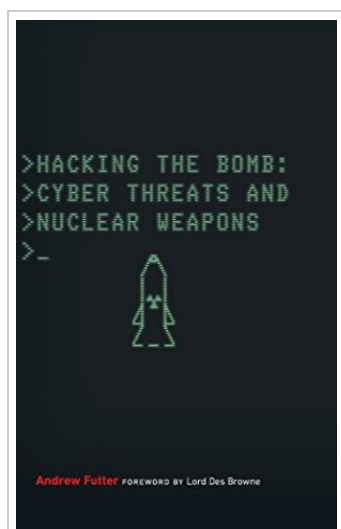 >HACKING THE BOMB:
>CYBER THREATS AND
>NUCLEAR WEAPONS
>_
Andrew Futter FOREWORD BY Lord Des Browne